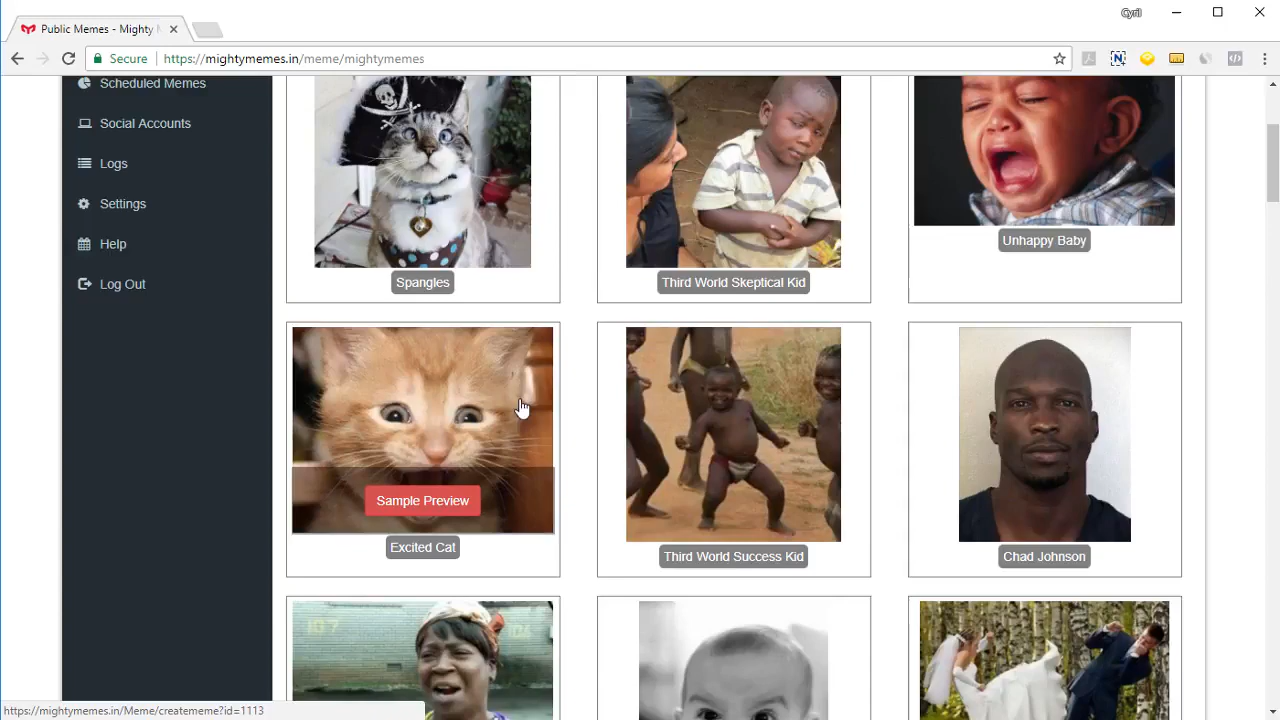 Cyril
Public Memes - Mighty
Secure https://mightymemes.in/meme/mightymemes
N
Scheduled Memes
Social Accounts
Logs
Settings
Help
Log Out
Spangles
Third World Skeptical Kid
Unhappy Baby
Sample Preview
Excited Cat
Third World Success Kid
Chad Johnson
107
https://mightymemes.in/Meme/creatememe?id=1113